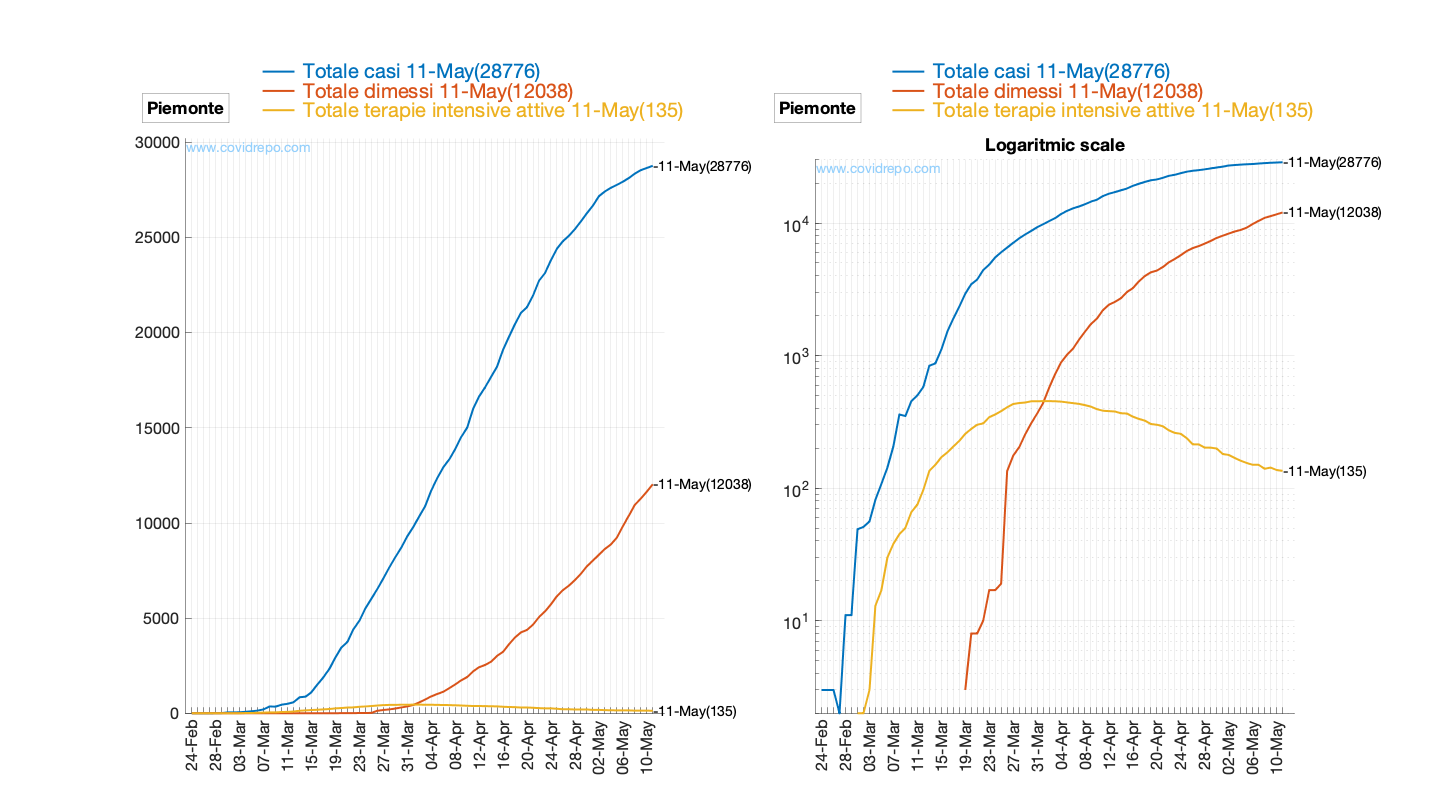 Totale casi 11-May(28776)
Totale dimessi 11-May(12038)
Totale terapie intensive attive 11-May(135)
Piemonte
www.covidrepo.com
30000
25000
20000
15000
10000
5000
0
-11-May(28776)
-11-May(12038)
-11-May(135)
24-Feb
28-Feb
03-Mar
07-Mar
11-Mar
15-Mar
19-Mar
23-Mar
27-Mar
31-Mar
04-Apr
08-Apr
12-Apr
16-Apr
20-Apr
24-Apr
28-Apr
02-May
06-May
10-May
Totale casi 11-May(28776)
Totale dimessi 11-May(12038)
Totale terapie intensive attive 11-May(135)
Piemonte
Logaritmic scale
www.covidrepo.com
10^4
10^3
10^2
10^1
-11-May(28776)
-11-May(12038)
-11-May(135)
24-Feb
28-Feb
03-Mar
07-Mar
11-Mar
15-Mar
19-Mar
23-Mar
27-Mar
31-Mar
04-Apr
08-Apr
12-Apr
16-Apr
20-Apr
24-Apr
28-Apr
02-May
06-May
10-May